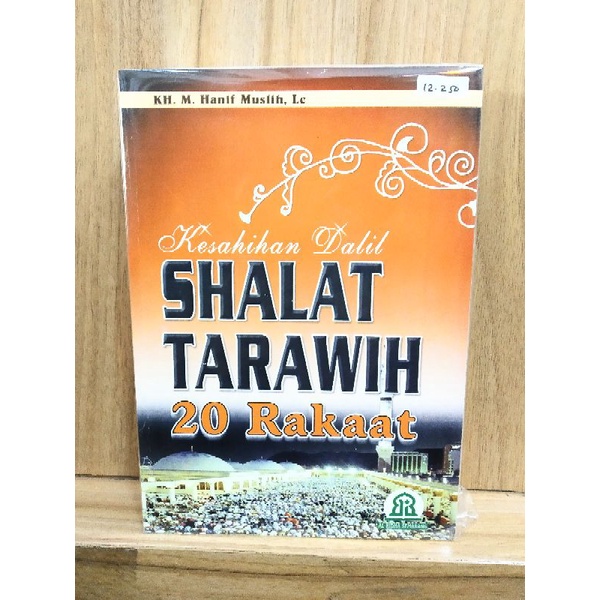 12.250
KH. M. Hanif Muslih, Lc
Kesahihan Dalil
SHALAT
TARAWIH
20 Rakaat